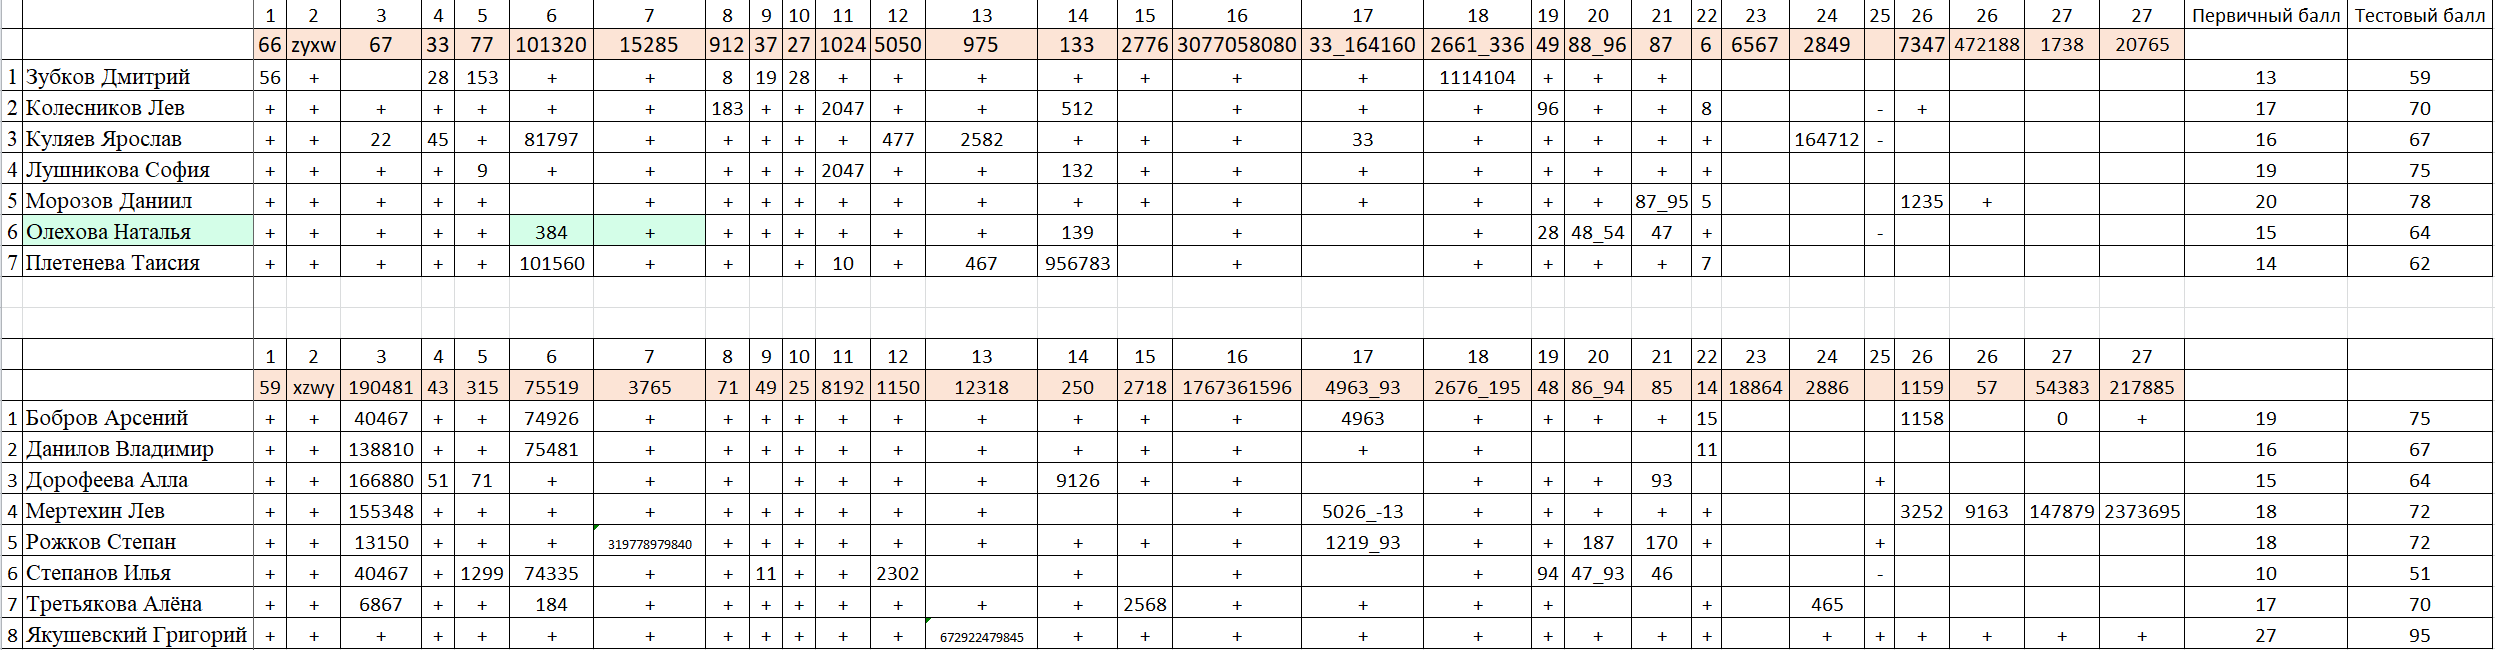 1 2 3 4 5 6 7 8 9 10 11 12 13 14 15 16 17 18 19 20 21 22 23 24 25 26 26 27 27 Первичный балл Тестовый балл
66 zyxw 67 33 77 101320 15285 912 37 27 1024 5050 975 133 2776 3077058080 33_164160 2661_336 49 88_96 87 6 6567 2849 7347 472188 1738 20765
1 Зубков Дмитрий 56 + 28 153 + + 8 19 28 + + + + + + + 1114104 + + + 13 59
2 Колесников Лев + + + + + + + 183 + + 2047 + + 512 + + + 96 + + 8 - + 17 70
3 Куляев Ярослав + + 22 45 + 81797 + + + + + 477 2582 + + + 33 + + + + + 164712 - 16 67
4 Лушникова София + + + + 9 + + + + + 2047 + + 132 + + + + + + + + 19 75
5 Морозов Даниил + + + + + + + + + + + + + + + + + + + 87_95 5 1235 + 20 78
6 Олехова Наталья + + + + + 384 + + + + + + + 139 + + 28 48_54 47 + - 15 64
7 Плетенева Таисия + + + + + 101560 + + + 10 + 467 956783 + + + + + 7 14 62
1 2 3 4 5 6 7 8 9 10 11 12 13 14 15 16 17 18 19 20 21 22 23 24 25 26 26 27 27
59 xzwy 190481 43 315 75519 3765 71 49 25 8192 1150 12318 250 2718 1767361596 4963_93 2676_195 48 86_94 85 14 18864 2886 1159 57 54383 217885
1 Бобров Арсений + + 40467 + + 74926 + + + + + + + + + + 4963 + + + + 15 1158 0 + 19 75
2 Данилов Владимир + + 138810 + + 75481 + + + + + + + + + + + + 11 16 67
3 Дорофеева Алла + + 166880 51 71 + + + + + + + + 9126 + + + + + 93 + 15 64
4 Мертехин Лев + + 155348 + + + + + + + + + + + 5026_-13 + + + + + 3252 9163 147879 2373695 18 72
5 Рожков Степан + + 13150 + + + 319778979840 + + + + + + + + + 1219_93 + + 187 170 + + 18 72
6 Степанов Илья + + 40467 + 1299 74335 + + 11 + + 2302 + + + 94 47_93 46 - 10 51
7 Третьякова Алёна + + 6867 + + 184 + + + + + + + + 2568 + + + + + 465 17 70
8 Якушевский Григорий + + + + + + + + + + + + 672922479845 + + + + + + + + + + + + + + + 27 95